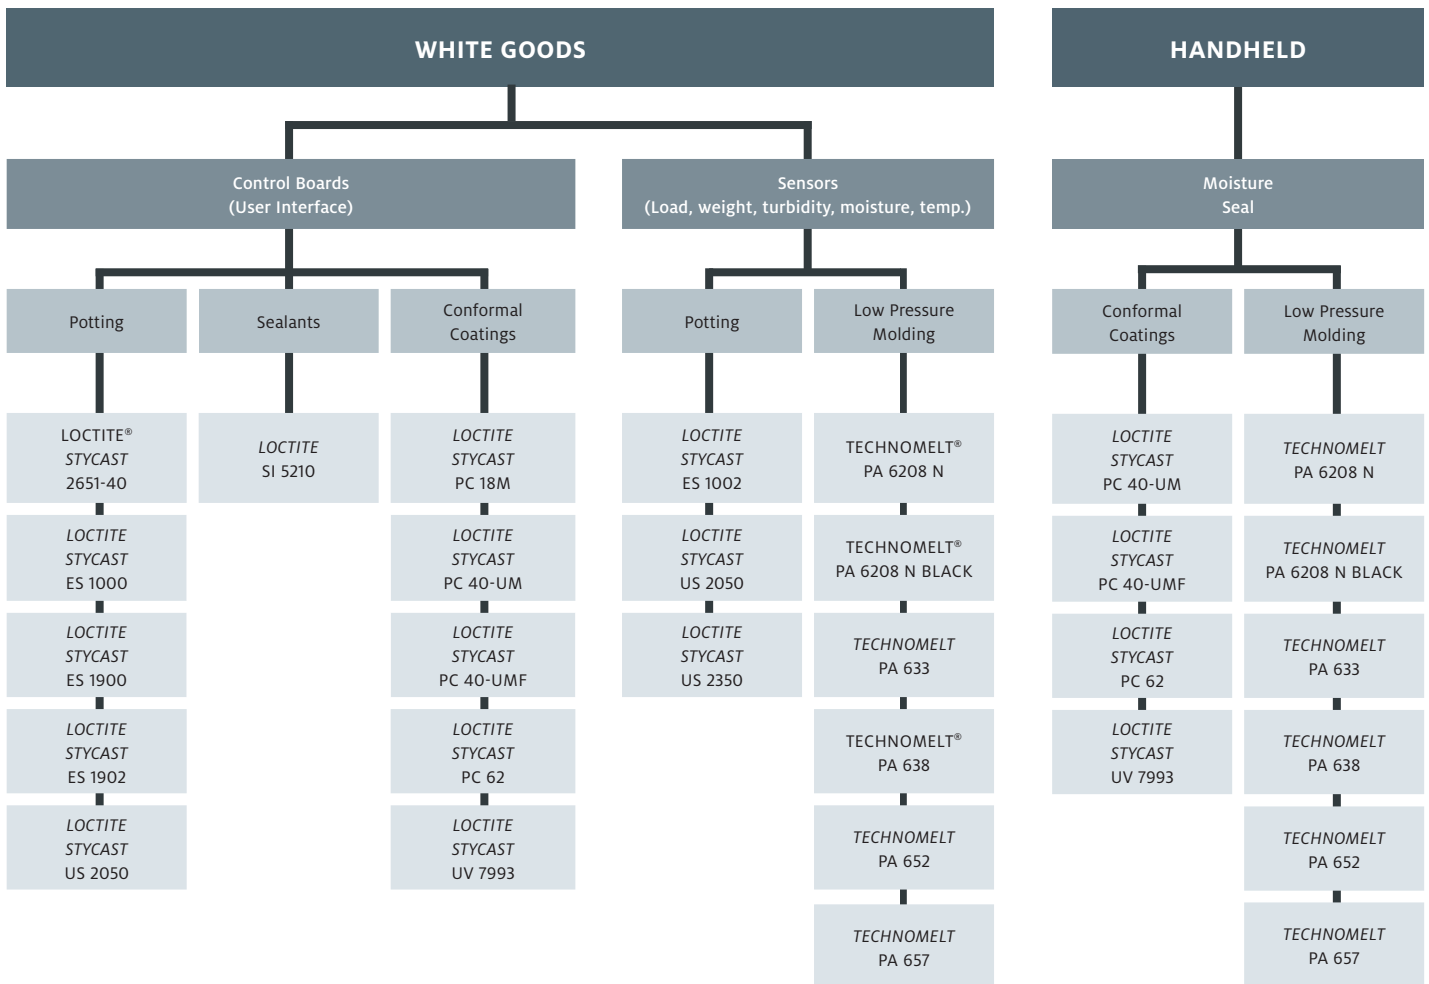 WHITE GOODS
HANDHELD
Control Boards
(User Interface)
Sensors
(Load, weight, turbidity, moisture, temp.)
Moisture
Seal
Potting
Sealants
Conformal
Coatings
Potting
Low Pressure
Molding
Conformal
Coatings
Low Pressure
Molding
LOCTITE®
STYCAST
2651-40
LOCTITE
STYCAST
ES 1000
LOCTITE
STYCAST
ES 1900
LOCTITE
STYCAST
ES 1902
LOCTITE
STYCAST
US 2050
LOCTITE
SI 5210
LOCTITE
STYCAST
PC 18M
LOCTITE
STYCAST
PC 40-UM
LOCTITE
STYCAST
PC 40-UMF
LOCTITE
STYCAST
PC 62
LOCTITE
STYCAST
UV 7993
LOCTITE
STYCAST
ES 1002
LOCTITE
STYCAST
US 2050
LOCTITE
STYCAST
US 2350
TECHNOMELT®
PA 6208 N
TECHNOMELT®
PA 6208 N BLACK
TECHNOMELT
PA 633
TECHNOMELT®
PA 638
TECHNOMELT
PA 652
TECHNOMELT
PA 657
LOCTITE
STYCAST
PC 40-UM
LOCTITE
STYCAST
PC 40-UMF
LOCTITE
STYCAST
PC 62
LOCTITE
STYCAST
UV 7993
TECHNOMELT
PA 6208 N
TECHNOMELT
PA 6208 N BLACK
TECHNOMELT
PA 633
TECHNOMELT
PA 638
TECHNOMELT
PA 652
TECHNOMELT
PA 657